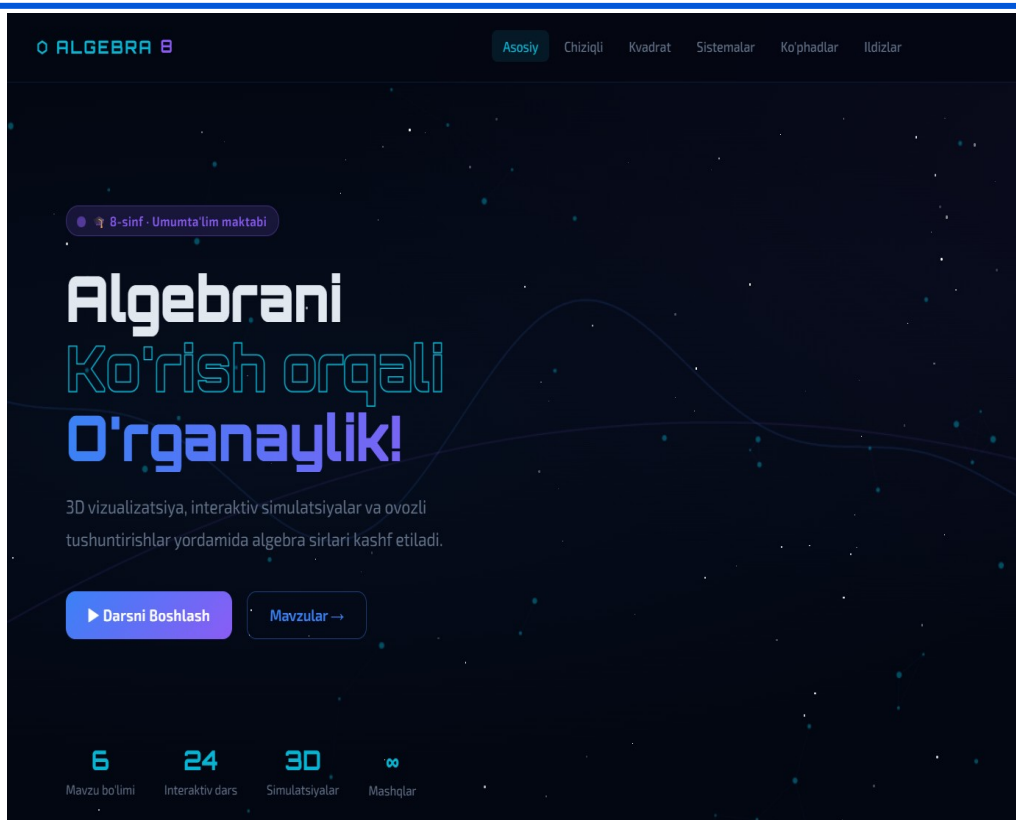 ALGEBRA 8
Asosiy Chiziqli Kvadrat Sistemalar Ko'phadlar Ildizlar
8-sinf · Umumta'lim maktabi
Algebrani
Ko'rish orqali
O'rganaylik!
3D vizualizatsiya, interaktiv simulatsiyalar va ovozli
tushuntirishlar yordamida algebra sirlari kashf etiladi.
▶ Darsni Boshlash Mavzular →
6 24 3D ∞
Mavzu bo'limi Interaktiv dars Simulatsiyalar Mashqlar